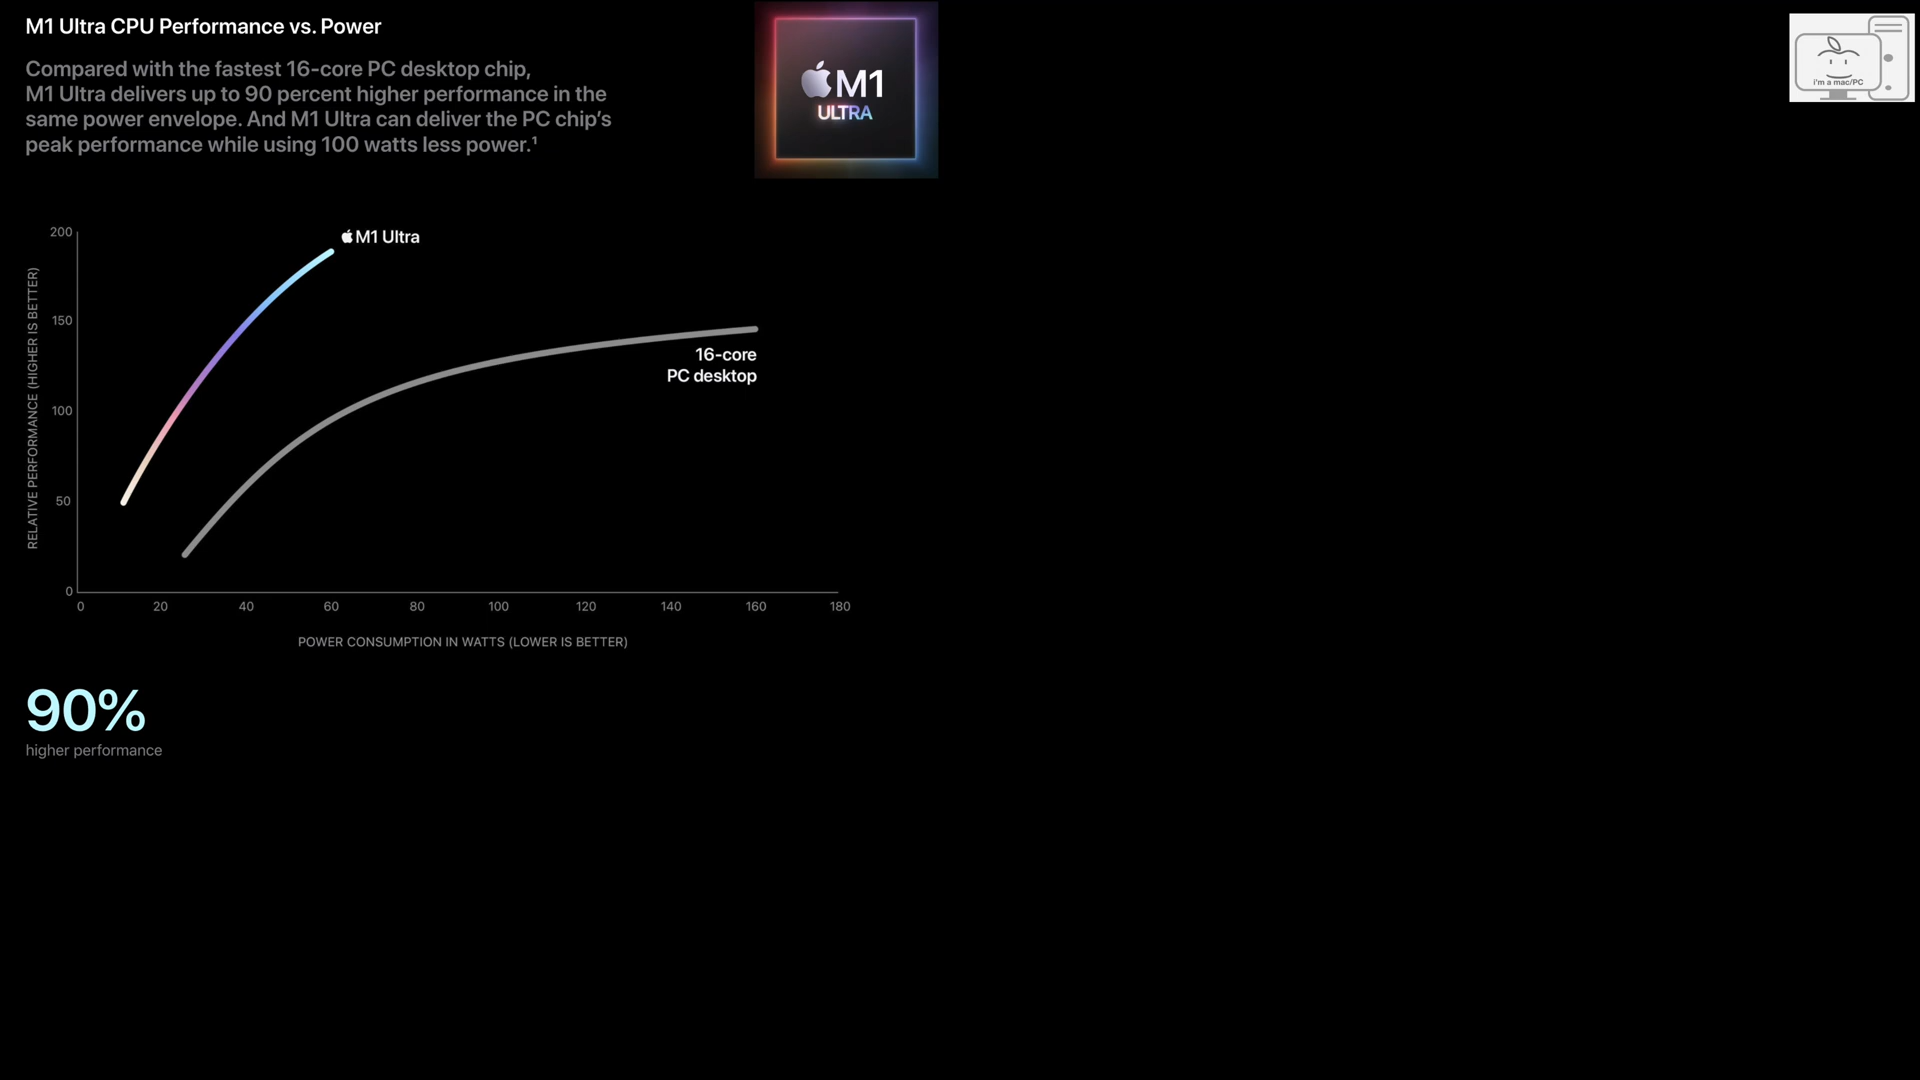 M1 Ultra CPU Performance vs. Power
Compared with the fastest 16-core PC desktop chip,
M1 Ultra delivers up to 90 percent higher performance in the
same power envelope. And M1 Ultra can deliver the PC chip’s
peak performance while using 100 watts less power.¹
M1
ULTRA
i'm a mac/PC
RELATIVE PERFORMANCE (HIGHER IS BETTER)
200
150
100
50
0
M1 Ultra
16-core
PC desktop
0 20 40 60 80 100 120 140 160 180
POWER CONSUMPTION IN WATTS (LOWER IS BETTER)
90%
higher performance